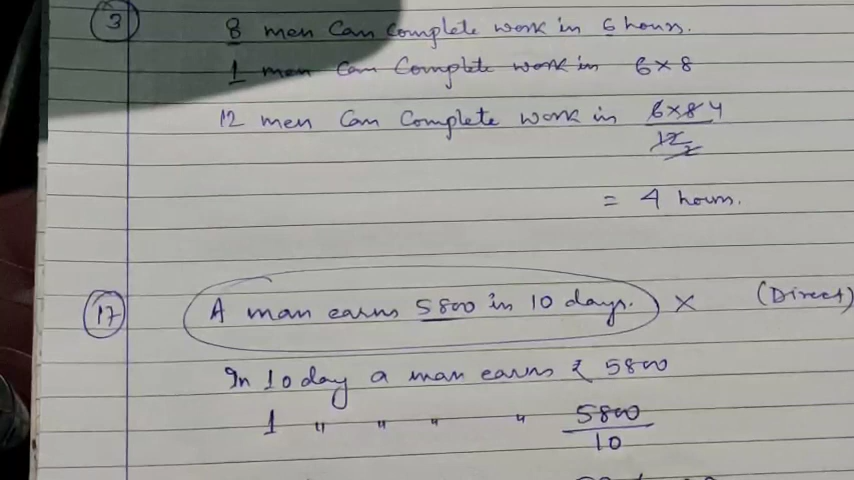 3 8 men can complete work in 6 hours.
1 men can complete work in 6×8
12 men can complete work in 6×8 4
12 2
= 4 hours.
17 A man earns 5800 in 10 days. × (Direct)
In 10 day a man earns ₹ 5800
1 " " " " 5800
10